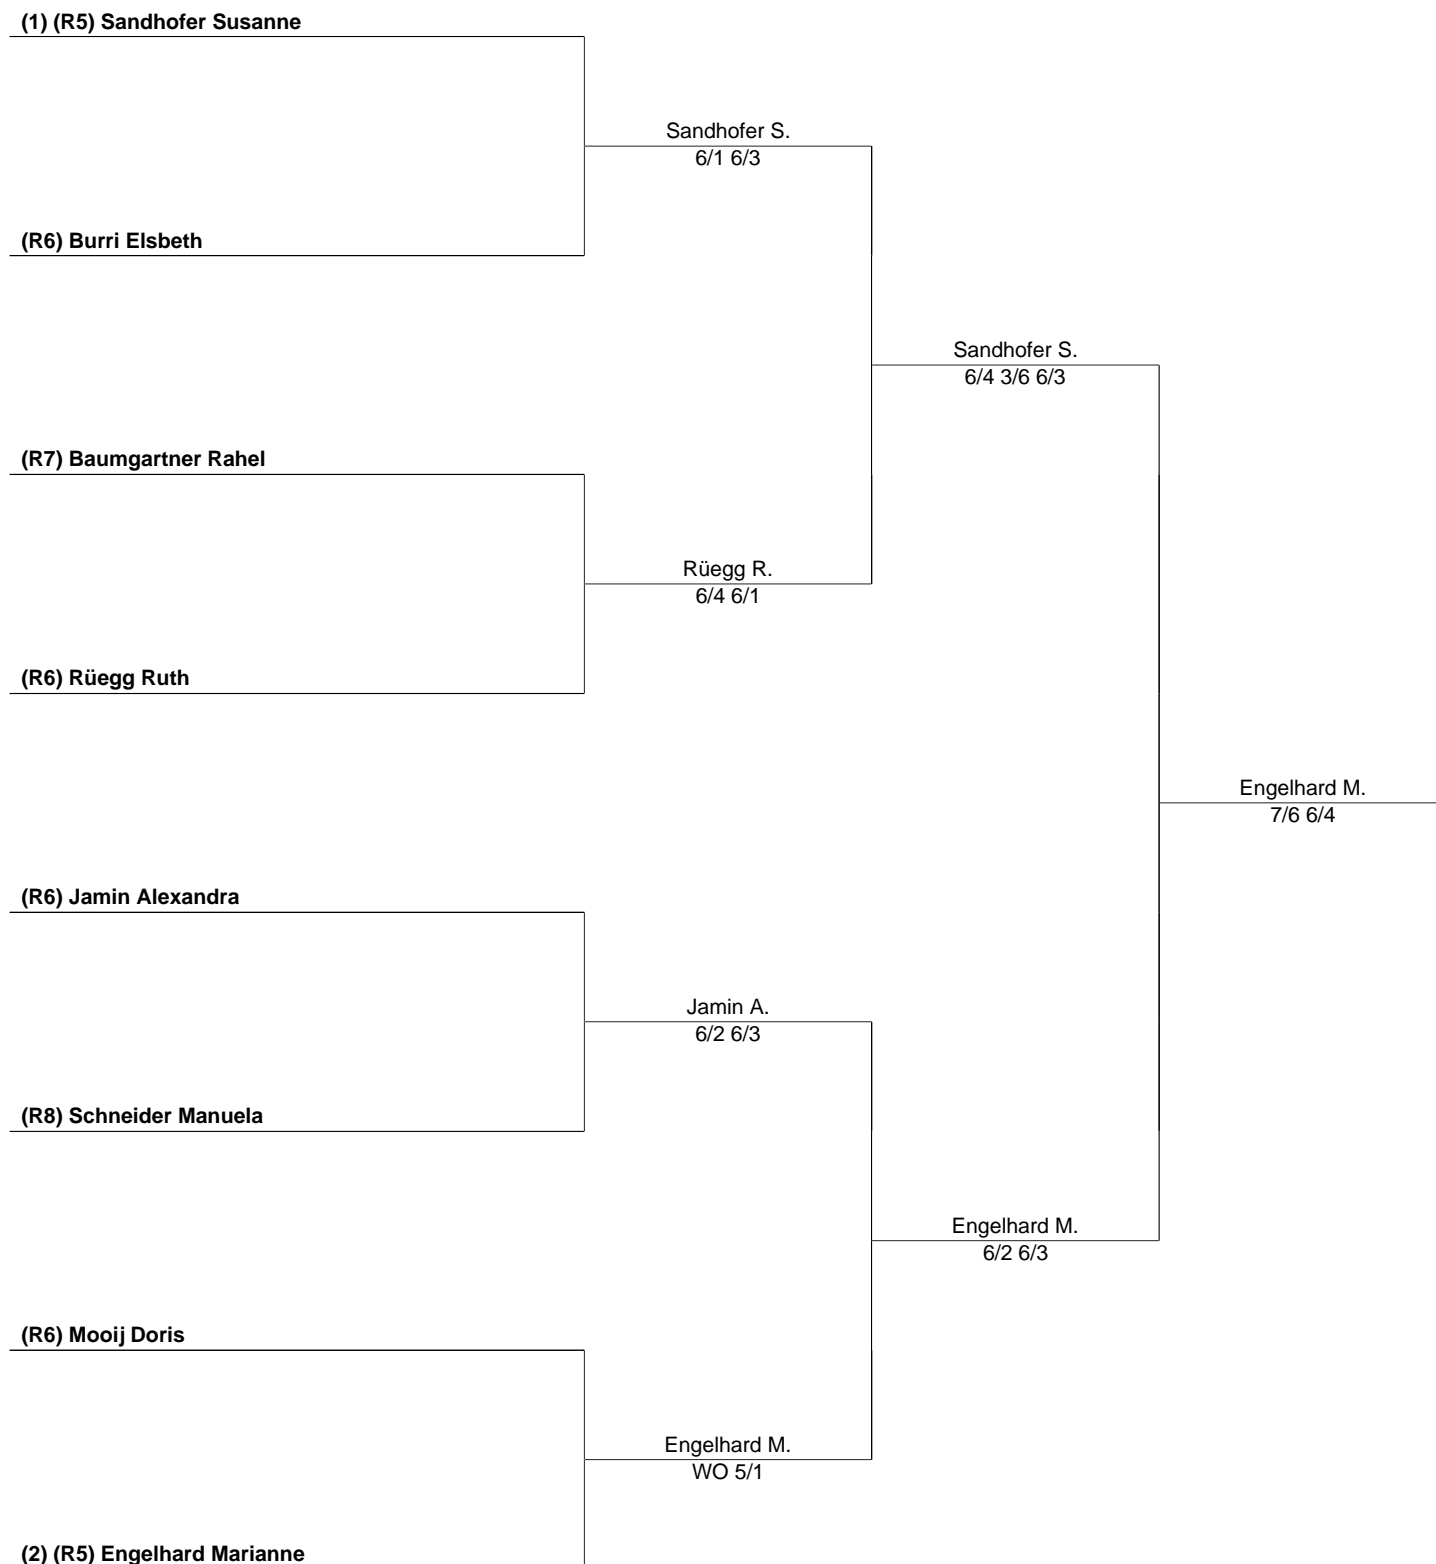 (1) (R5) Sandhofer Susanne
Sandhofer S.
6/1 6/3
(R6) Burri Elsbeth
Sandhofer S.
6/4 3/6 6/3
(R7) Baumgartner Rahel
Rüegg R.
6/4 6/1
(R6) Rüegg Ruth
Engelhard M.
7/6 6/4
(R6) Jamin Alexandra
Jamin A.
6/2 6/3
(R8) Schneider Manuela
Engelhard M.
6/2 6/3
(R6) Mooij Doris
Engelhard M.
WO 5/1
(2) (R5) Engelhard Marianne